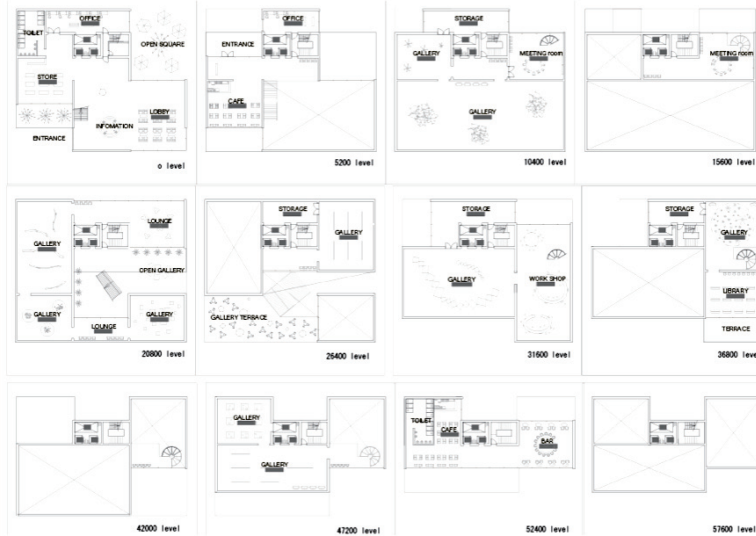 OFFICE
TOILET
OPEN SQUARE
STORE
LOBBY
INFOMATION
ENTRANCE
o level
OFFICE
ENTRANCE
CAFE
5200 level
STORAGE
GALLERY
MEETING room
GALLERY
10400 level
MEETING room
15600 level
LOUNGE
GALLERY
OPEN GALLERY
GALLERY
GALLERY
LOUNGE
20800 level
STORAGE
GALLERY
GALLERY TERRACE
26400 level
STORAGE
GALLERY
WORK SHOP
31600 level
STORAGE
GALLERY
LIBRARY
TERRACE
36800 level
42000 level
GALLERY
GALLERY
47200 level
TOILET
CAFE
BAR
52400 level
57600 level